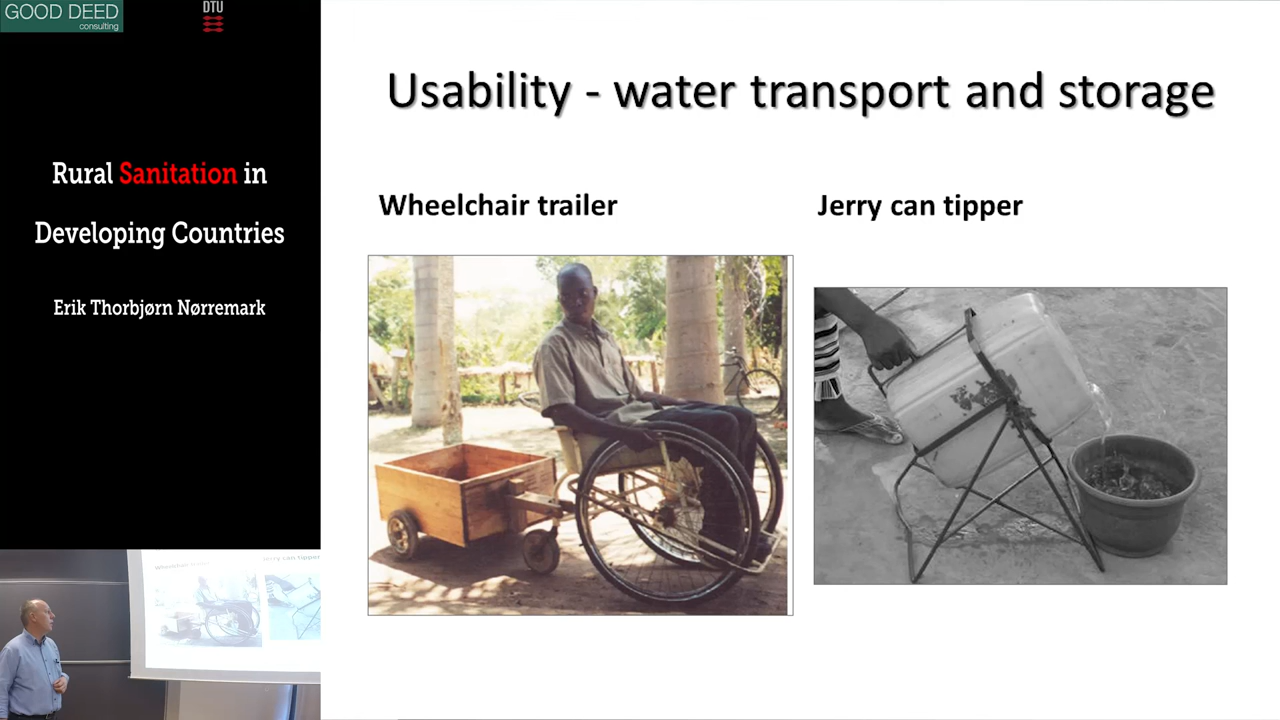 GOOD DEED
consulting
DTU
Rural Sanitation in
Developing Countries
Erik Thorbjørn Nørremark
Usability - water transport and storage
Wheelchair trailer
Jerry can tipper